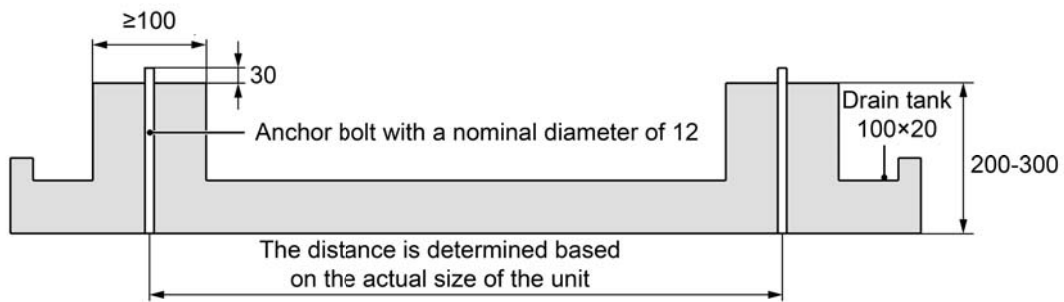 ≥100
30
Anchor bolt with a nominal diameter of 12
Drain tank
100×20
200-300
The distance is determined based
on the actual size of the unit